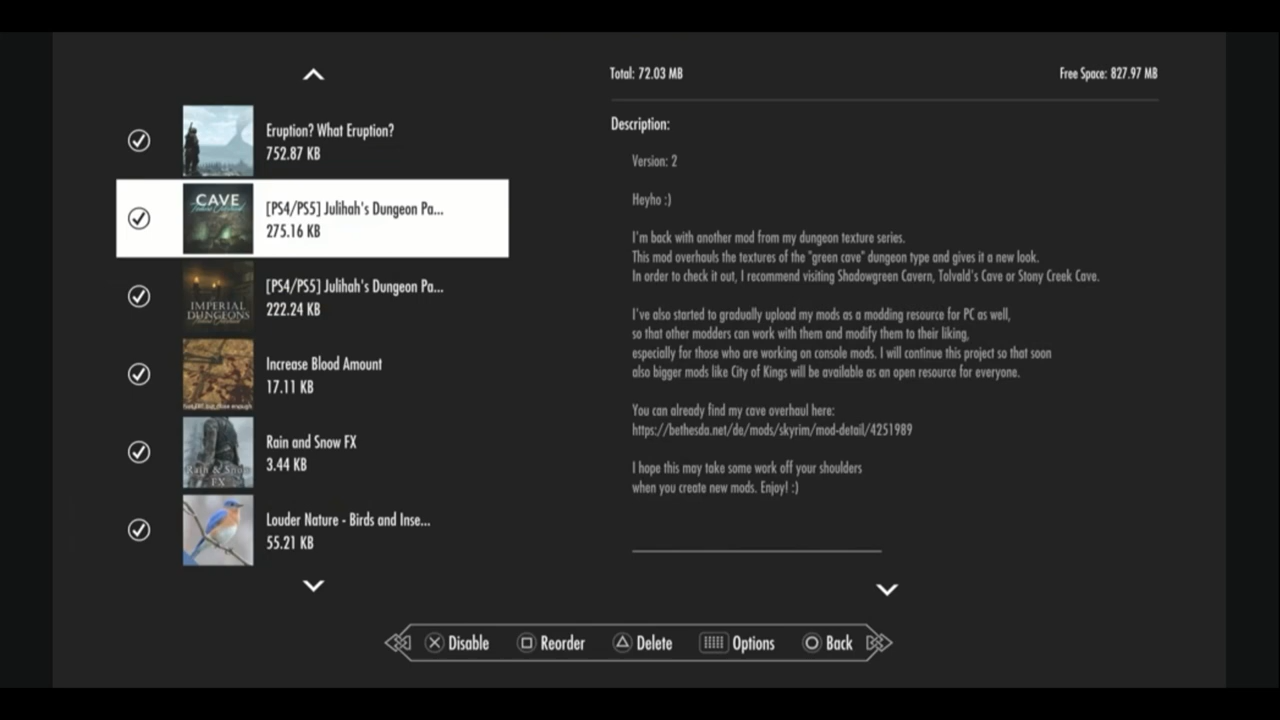 Total: 72.03 MB
Free Space: 827.97 MB
Eruption? What Eruption?
752.87 KB
CAVE
[PS4/PS5] Julihah's Dungeon Pa...
275.16 KB
IMPERIAL
DUNGEONS
[PS4/PS5] Julihah's Dungeon Pa...
222.24 KB
Increase Blood Amount
17.11 KB
Rain & Snow
FX
Rain and Snow FX
3.44 KB
Louder Nature - Birds and Inse...
55.21 KB
Description:
Version: 2
Heyho :)
I'm back with another mod from my dungeon texture series.
This mod overhauls the textures of the "green cave" dungeon type and gives it a new look.
In order to check it out, I recommend visiting Shadowgreen Cavern, Tolvald's Cave or Stony Creek Cave.
I've also started to gradually upload my mods as a modding resource for PC as well,
so that other modders can work with them and modify them to their liking,
especially for those who are working on console mods. I will continue this project so that soon
also bigger mods like City of Kings will be available as an open resource for everyone.
You can already find my cave overhaul here:
https://bethesda.net/de/mods/skyrim/mod-detail/4251989
I hope this may take some work off your shoulders
when you create new mods. Enjoy! :)
Disable
Reorder
Delete
Options
Back